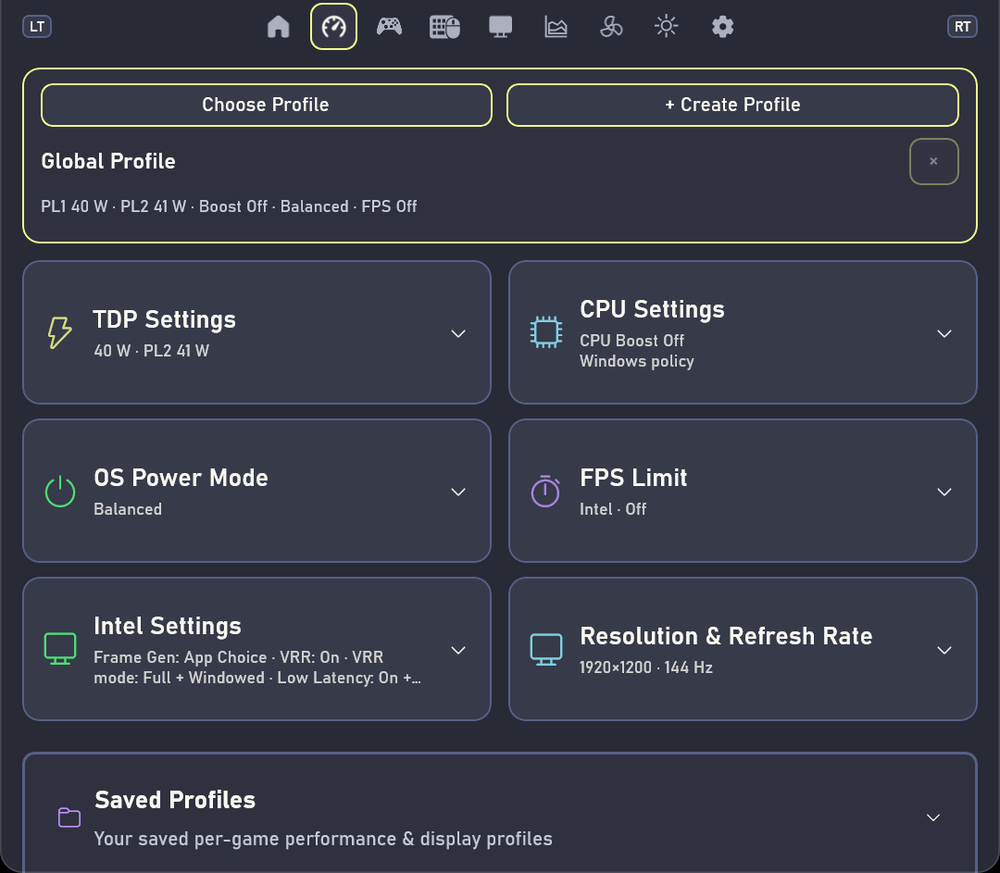 LT
RT
Choose Profile
+ Create Profile
Global Profile
×
PL1 40 W · PL2 41 W · Boost Off · Balanced · FPS Off
TDP Settings
40 W · PL2 41 W
CPU Settings
CPU Boost Off
Windows policy
OS Power Mode
Balanced
FPS Limit
Intel · Off
Intel Settings
Frame Gen: App Choice · VRR: On · VRR
mode: Full + Windowed · Low Latency: On +...
Resolution & Refresh Rate
1920×1200 · 144 Hz
Saved Profiles
Your saved per-game performance & display profiles